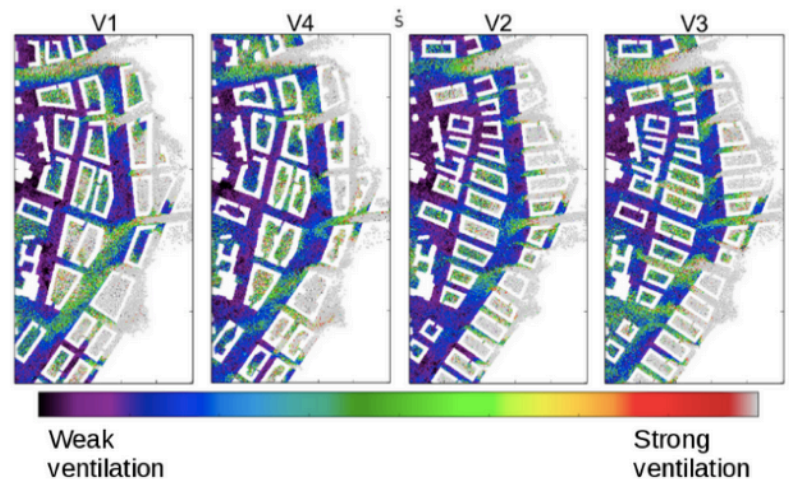 V1
V4
ṡ
V2
V3
Weak
ventilation
Strong
ventilation